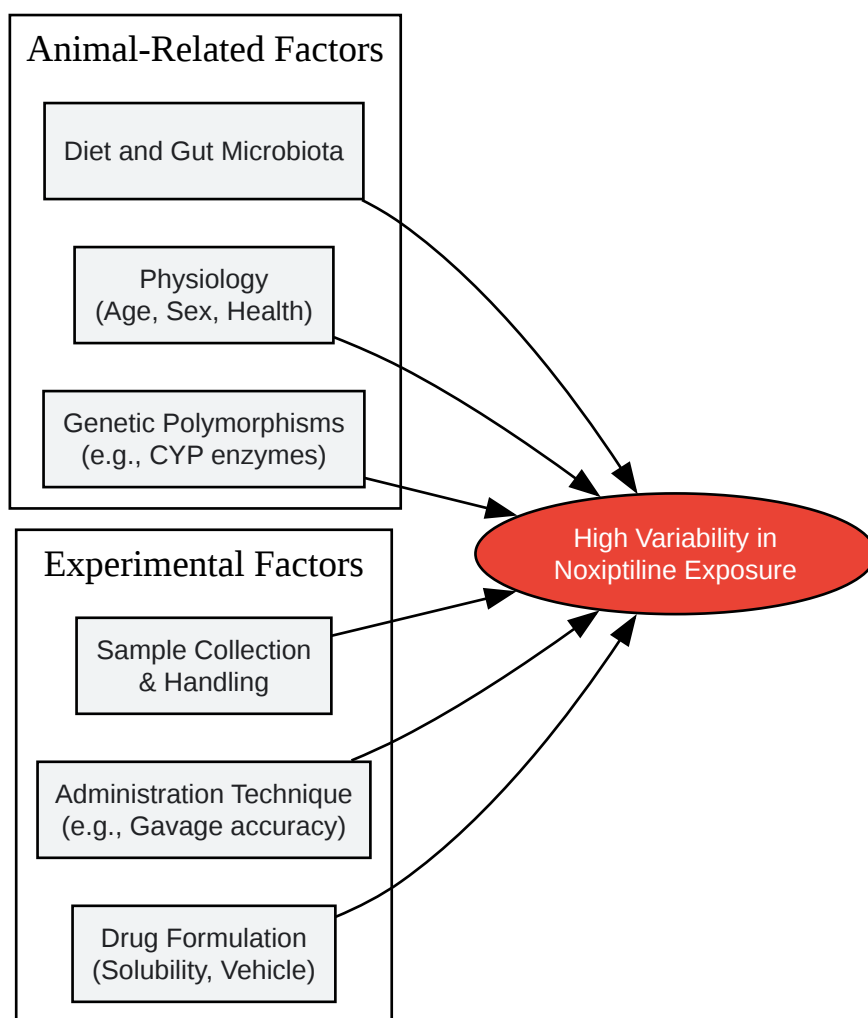 Animal-Related Factors
Diet and Gut Microbiota
Physiology
(Age, Sex, Health)
Genetic Polymorphisms
(e.g., CYP enzymes)
High Variability in
Noxiptiline Exposure
Experimental Factors
Sample Collection
& Handling
Administration Technique
(e.g., Gavage accuracy)
Drug Formulation
(Solubility, Vehicle)